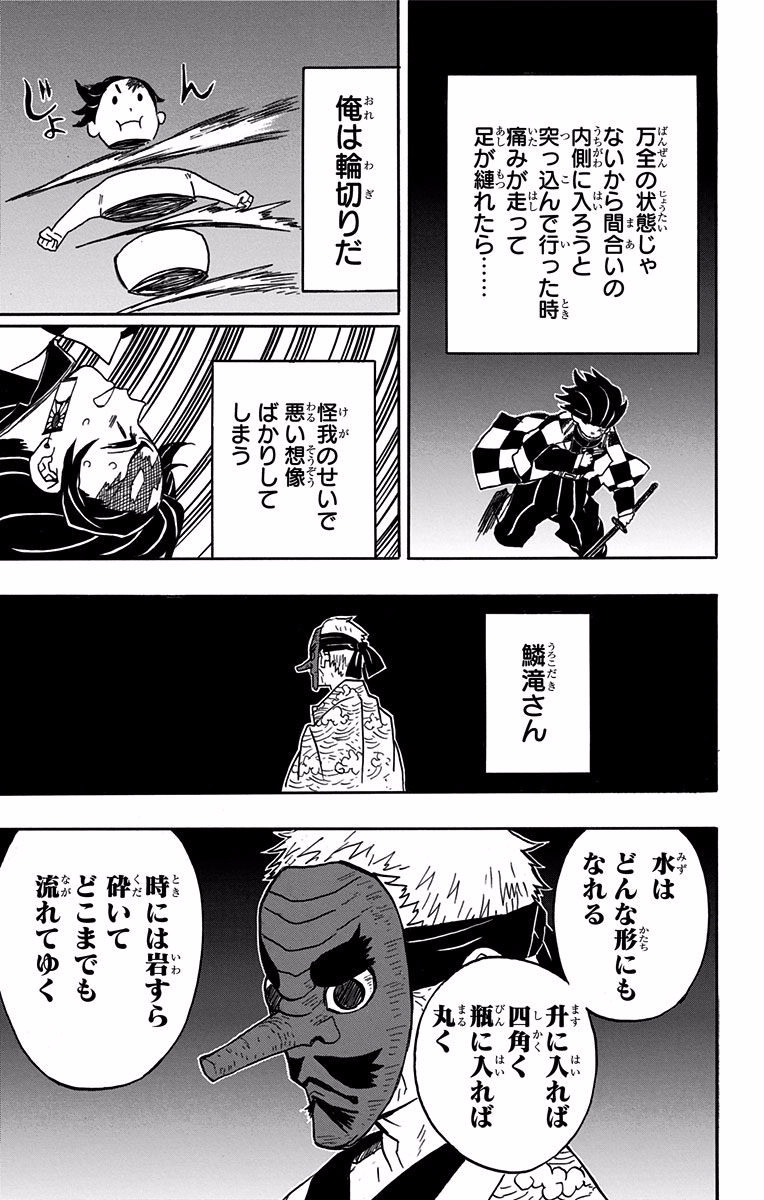 万全の状態じゃ
ないから間合いの
内側に入ろうと
突っ込んで行った時
痛みが走って
足が縺れたら……
俺は輪切りだ
じょん
怪我のせいで
悪い想像
ばかりして
しまう
鱗滝さん
水は
どんな形にも
なれる
升に入れば
四角く
瓶に入れば
丸く
時には岩すら
砕いて
どこまでも
流れてゆく